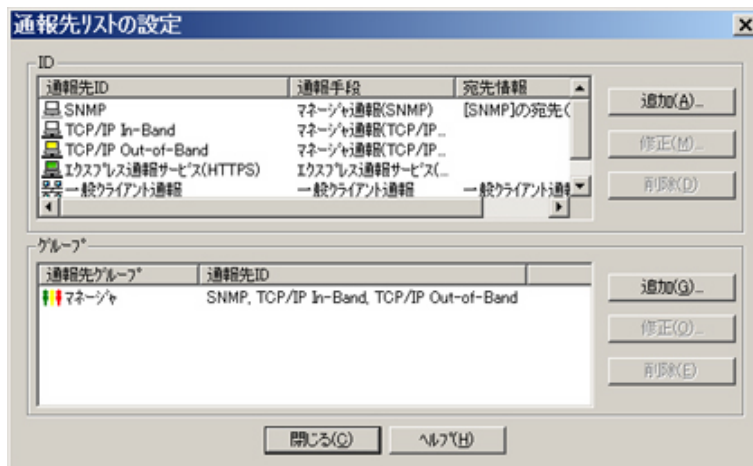 通報先リストの設定
ID
通報先ID 通報手段 宛先情報
SNMP マネージャ通報(SNMP) [SNMP]の宛先(
TCP/IP In-Band マネージャ通報(TCP/IP...
TCP/IP Out-of-Band マネージャ通報(TCP/IP...
エクスプレス通報サービス(HTTPS) エクスプレス通報サービス(...
一般クライアント通報 一般クライアント通報 一般クライアント通報
追加(A)...
修正(M)...
削除(D)
グループ
通報先グループ 通報先ID
マネージャ SNMP, TCP/IP In-Band, TCP/IP Out-of-Band
追加(G)...
修正(O)...
削除(E)
閉じる(C) ヘルプ(H)